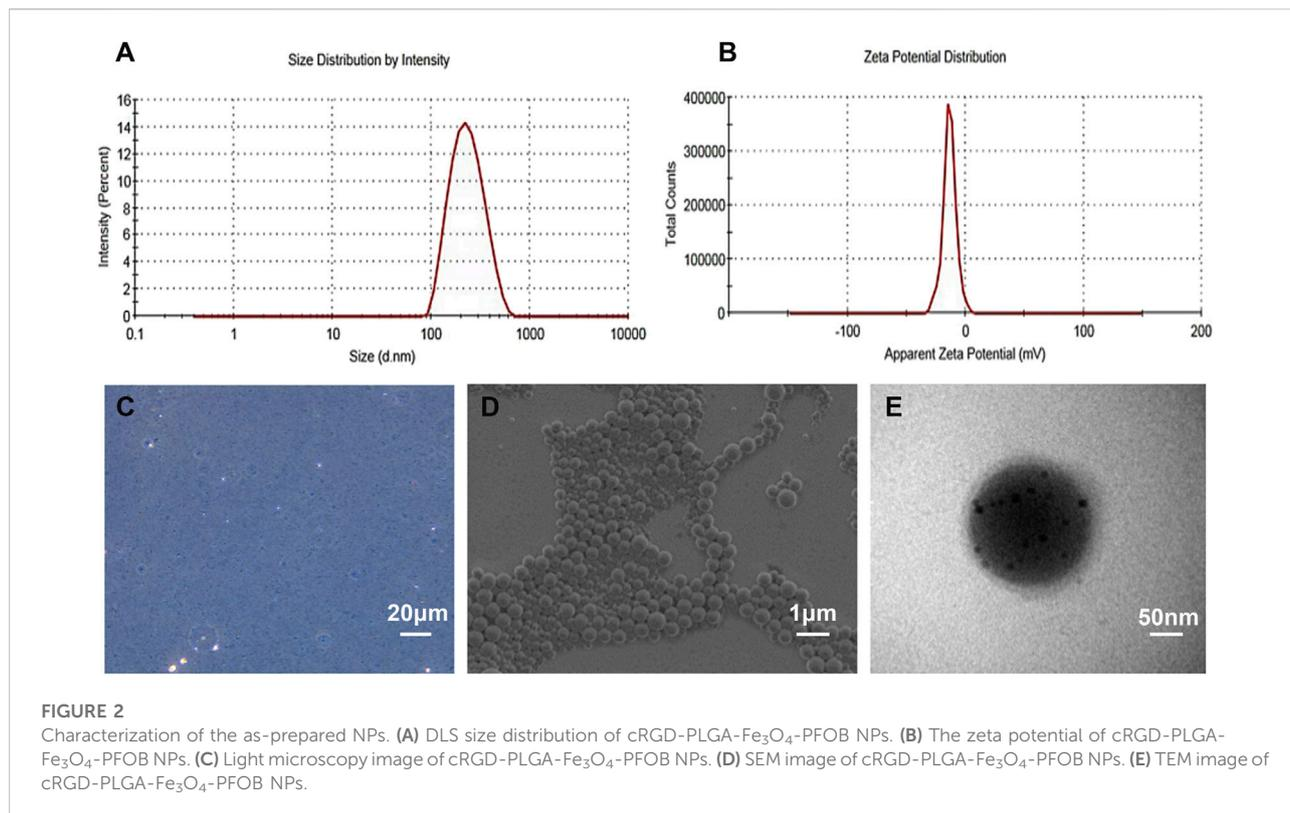 A
Size Distribution by Intensity
Intensity (Percent)
16
14
12
10
8
6
4
2
0
0.1 1 10 100 1000 10000
Size (d.nm)
B
Zeta Potential Distribution
Total Counts
400000
300000
200000
100000
0
-100 0 100 200
Apparent Zeta Potential (mV)
C
20µm
D
1µm
E
50nm
FIGURE 2
Characterization of the as-prepared NPs. (A) DLS size distribution of cRGD-PLGA-Fe₃O₄-PFOB NPs. (B) The zeta potential of cRGD-PLGA-
Fe₃O₄-PFOB NPs. (C) Light microscopy image of cRGD-PLGA-Fe₃O₄-PFOB NPs. (D) SEM image of cRGD-PLGA-Fe₃O₄-PFOB NPs. (E) TEM image of
cRGD-PLGA-Fe₃O₄-PFOB NPs.